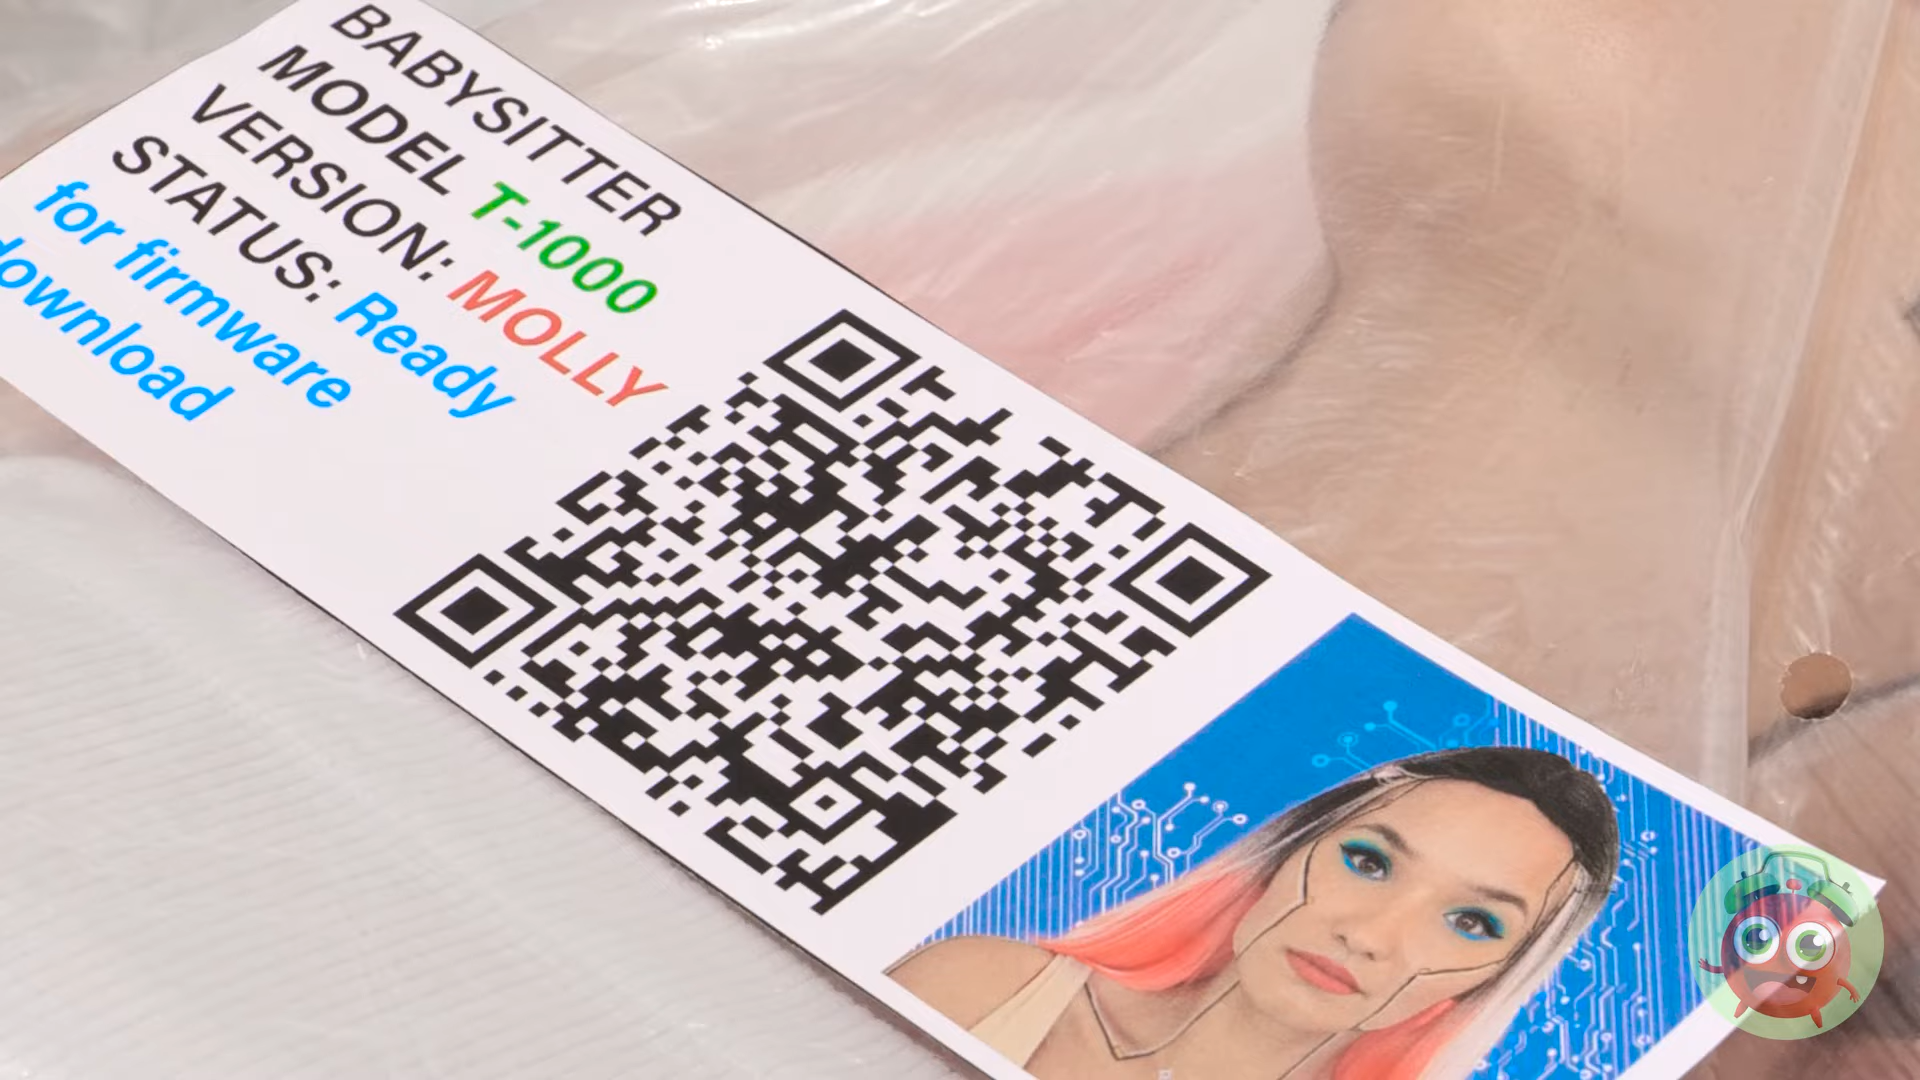 BABYSITTER
MODEL T-1000
VERSION: MOLLY
STATUS: Ready
for firmware
download